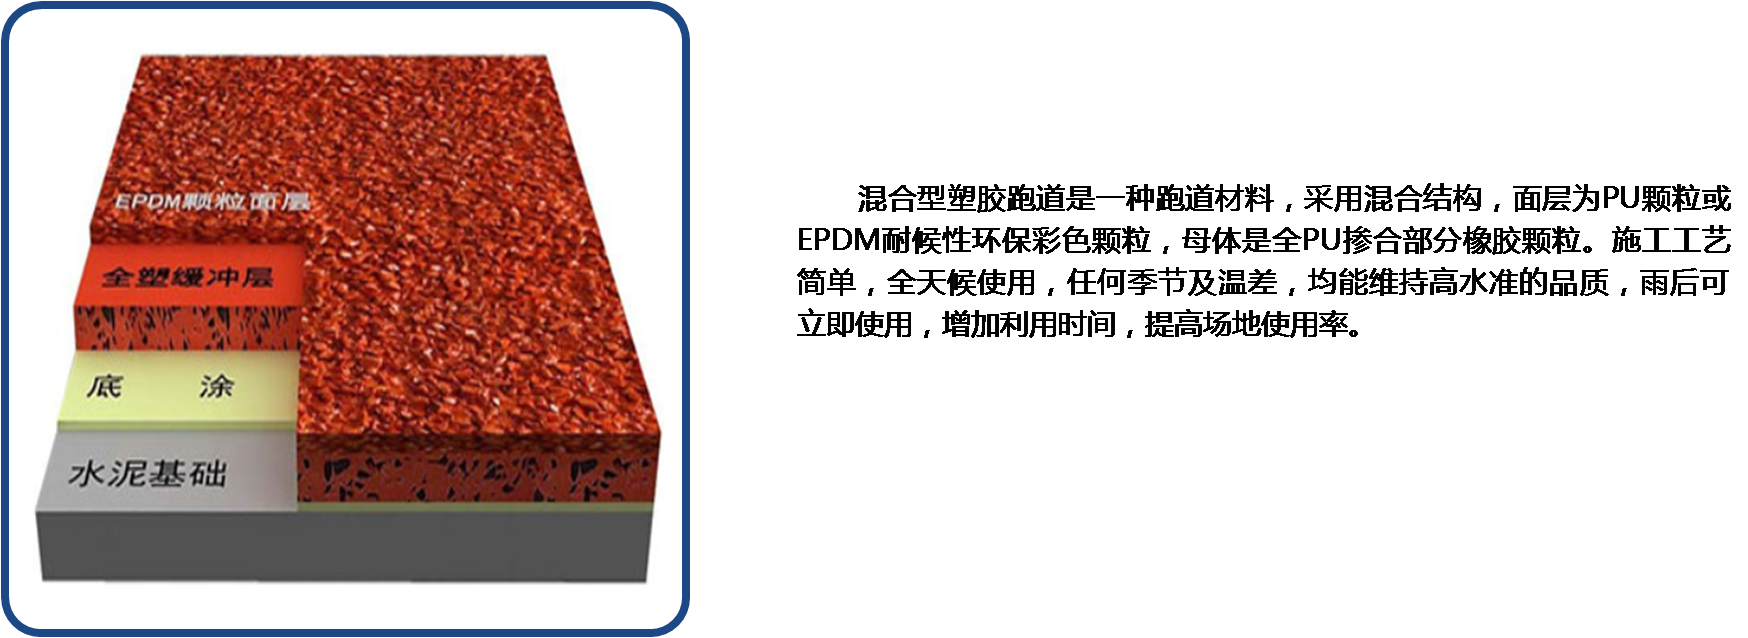 EPDM颗粒面层
全塑缓冲层
底 涂
水泥基础
混合型塑胶跑道是一种跑道材料，采用混合结构，面层为PU颗粒或
EPDM耐候性环保彩色颗粒，母体是全PU掺合部分橡胶颗粒。施工工艺
简单，全天候使用，任何季节及温差，均能维持高水准的品质，雨后可
立即使用，增加利用时间，提高场地使用率。